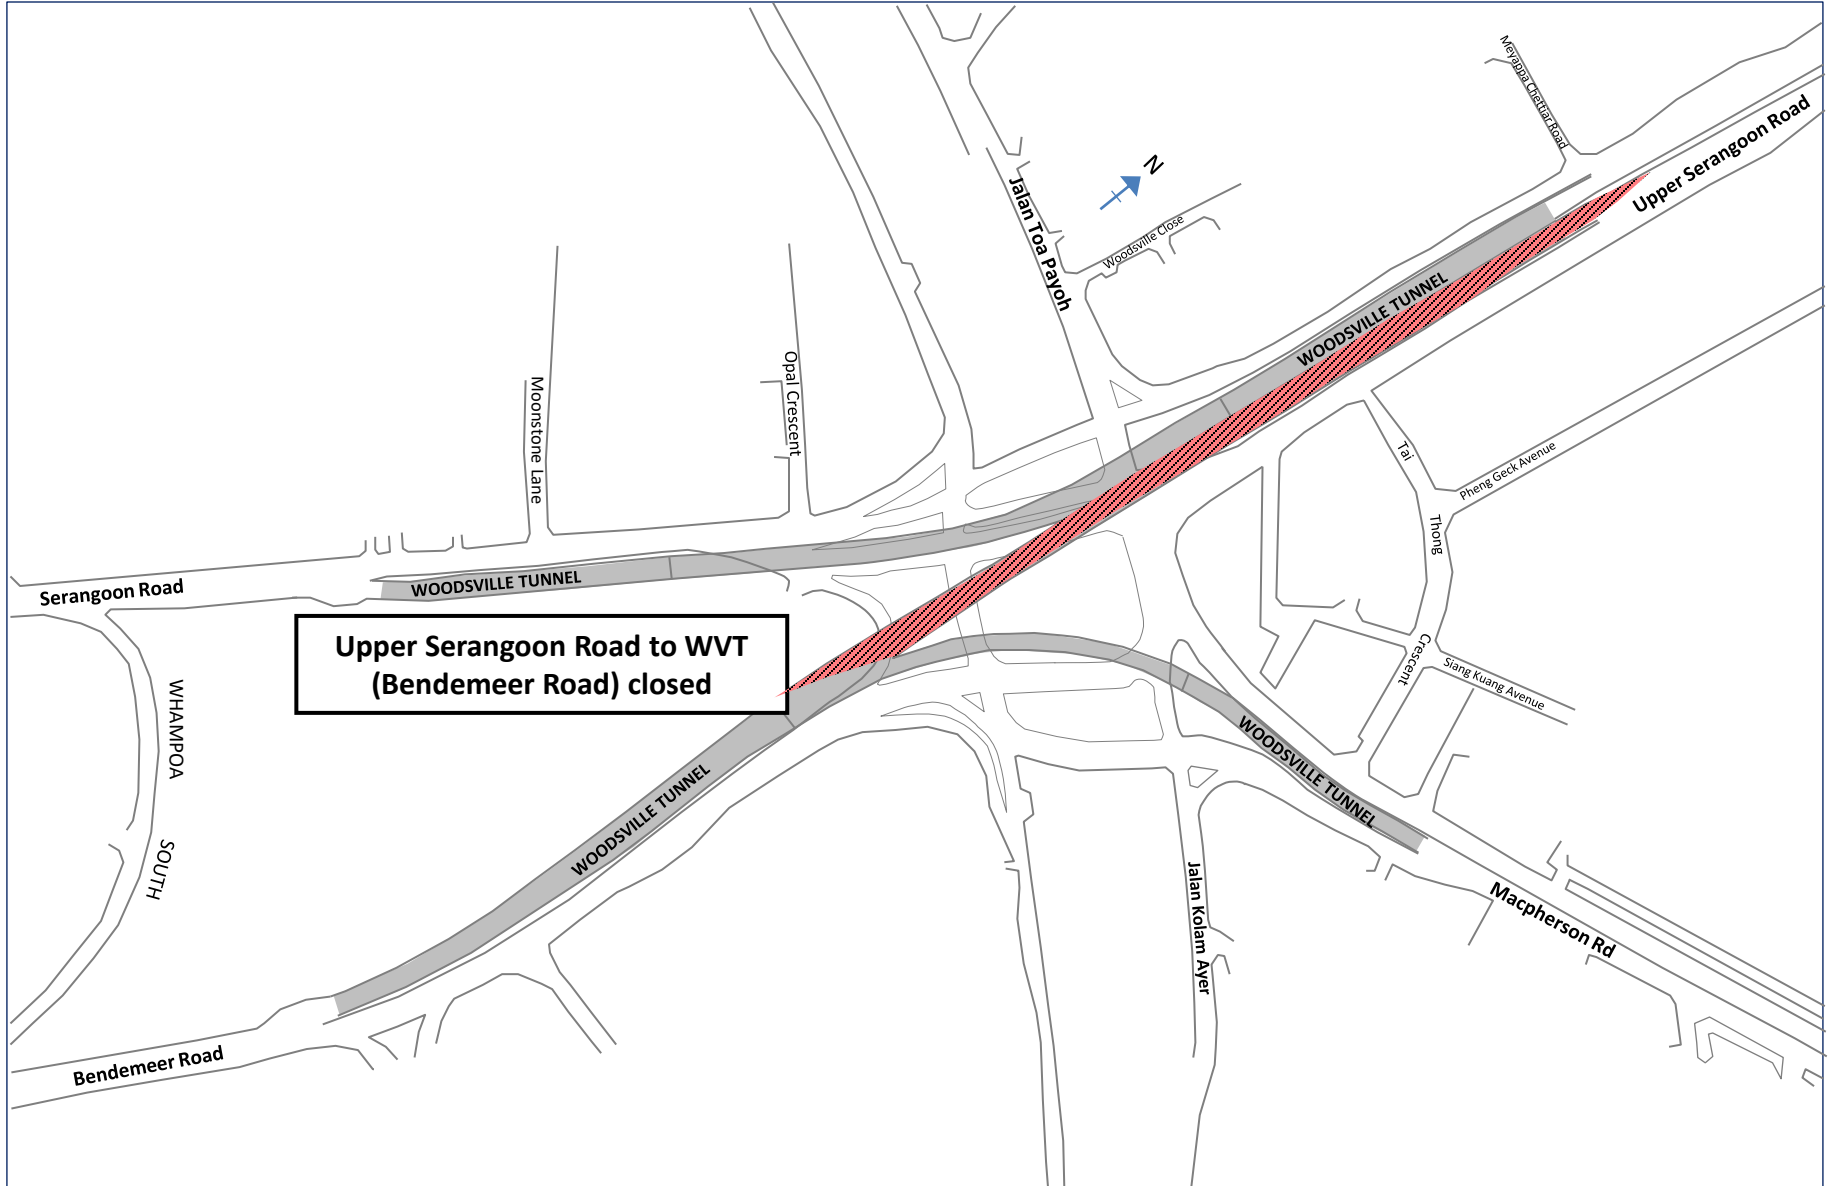 Meyappa Chettiar Road
Upper Serangoon Road
N
Jalan Toa Payoh
Woodsville Close
WOODSVILLE TUNNEL
Moonstone Lane
Opal Crescent
Tai
Thong
Crescent
Pheng Geck Avenue
Serangoon Road
WOODSVILLE TUNNEL
Upper Serangoon Road to WVT
(Bendemeer Road) closed
Siang Kuang Avenue
WHAMPOA
SOUTH
WOODSVILLE TUNNEL
WOODSVILLE TUNNEL
Jalan Kolam Ayer
Macpherson Rd
Bendemeer Road